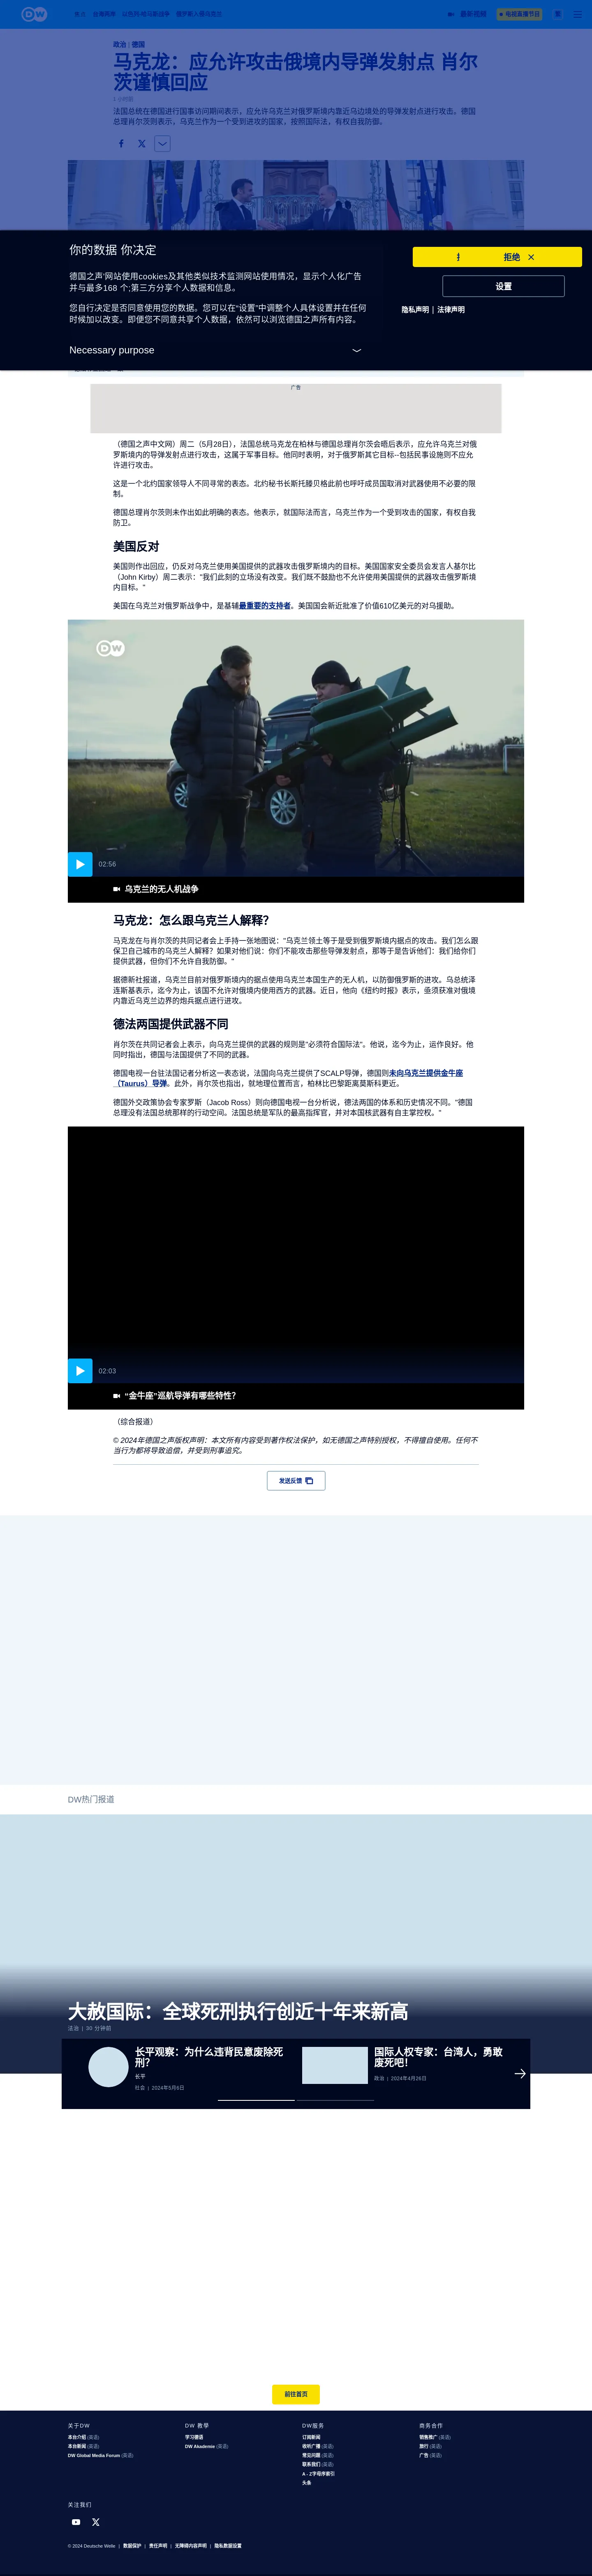 DW
焦点 台海两岸 以色列-哈马斯战争 俄罗斯入侵乌克兰
最新视频
电视直播节目
政治 | 德国
马克龙：应允许攻击俄境内导弹发射点 肖尔
茨谨慎回应
法国总统在德国进行国事访问期间表示，应允许乌克兰对俄罗斯境内靠近乌边境处的导弹发射点进行攻击。德国
总理肖尔茨则表示，乌克兰作为一个受到进攻的国家，按照国际法，有权自我防御。
你的数据 你决定
德国之声'网站使用cookies及其他类似技术监测网站使用情况，显示个人化广告
并与最多168 个;第三方分享个人数据和信息。
您自行决定是否同意使用您的数据。您可以在“设置”中调整个人具体设置并在任何
时候加以改变。即便您不同意共享个人数据，依然可以浏览德国之声所有内容。
Necessary purpose
拒绝
设置
隐私声明 | 法律声明
广告
（德国之声中文网）周二（5月28日），法国总统马克龙在柏林与德国总理肖尔茨会晤后表示，应允许乌克兰对俄
罗斯境内的导弹发射点进行攻击，这属于军事目标。他同时表明，对于俄罗斯其它目标--包括民事设施则不应允
许进行攻击。
这是一个北约国家领导人不同寻常的表态。北约秘书长斯托滕贝格此前也呼吁成员国取消对武器使用不必要的限
制。
德国总理肖尔茨则未作出如此明确的表态。他表示，就国际法而言，乌克兰作为一个受到攻击的国家，有权自我
防卫。
美国反对
美国则作出回应，仍反对乌克兰使用美国提供的武器攻击俄罗斯境内的目标。美国国家安全委员会发言人基尔比
（John Kirby）周二表示："我们此刻的立场没有改变。我们既不鼓励也不允许使用美国提供的武器攻击俄罗斯境
内目标。"
美国在乌克兰对俄罗斯战争中，是基辅最重要的支持者。美国国会新近批准了价值610亿美元的对乌援助。
DW
02:56
乌克兰的无人机战争
马克龙：怎么跟乌克兰人解释？
马克龙在与肖尔茨的共同记者会上手持一张地图说："乌克兰领土等于是受到俄罗斯境内据点的攻击。我们怎么跟
保卫自己城市的乌克兰人解释？如果对他们说：你们不能攻击那些导弹发射点，那等于是告诉他们：我们给你们
提供武器，但你们不允许自我防御。"
据德新社报道，乌克兰目前对俄罗斯境内的据点使用乌克兰本国生产的无人机，以防御俄罗斯的进攻。乌总统泽
连斯基表示，迄今为止，该国不允许对俄境内使用西方的武器。近日，他向《纽约时报》表示，亟须获准对俄境
内靠近乌克兰边界的炮兵据点进行进攻。
德法两国提供武器不同
肖尔茨在共同记者会上表示，向乌克兰提供的武器的规则是"必须符合国际法"。他说，迄今为止，运作良好。他
同时指出，德国与法国提供了不同的武器。
德国电视一台驻法国记者分析这一表态说，法国向乌克兰提供了SCALP导弹，德国则未向乌克兰提供金牛座
（Taurus）导弹。此外，肖尔茨也指出，就地理位置而言，柏林比巴黎距离莫斯科更近。
德国外交政策协会专家罗斯（Jacob Ross）则向德国电视一台分析说，德法两国的体系和历史情况不同。"德国
总理没有法国总统那样的行动空间。法国总统是军队的最高指挥官，并对本国核武器有自主掌控权。"
02:03
“金牛座”巡航导弹有哪些特性？
（综合报道）
© 2024年德国之声版权声明：本文所有内容受到著作权法保护，如无德国之声特别授权，不得擅自使用。任何不
当行为都将导致追偿，并受到刑事追究。
发送反馈
DW热门报道
大赦国际：全球死刑执行创近十年来新高
法治 | 30 分钟前
长平观察：为什么违背民意废除死
刑？
长平
社会 | 2024年5月6日
国际人权专家：台湾人，勇敢
废死吧！
政治 | 2024年4月26日
前往首页
关于DW
本台介绍 (英语)
本台新闻 (英语)
DW Global Media Forum (英语)
DW 教學
学习德语
DW Akademie (英语)
DW服务
订阅新闻
收听广播 (英语)
常见问题 (英语)
联系我们 (英语)
A - Z字母序索引
头条
商务合作
销售推广 (英语)
旅行 (英语)
广告 (英语)
关注我们
© 2024 Deutsche Welle | 数据保护 | 责任声明 | 无障碍内容声明 | 隐私数据设置